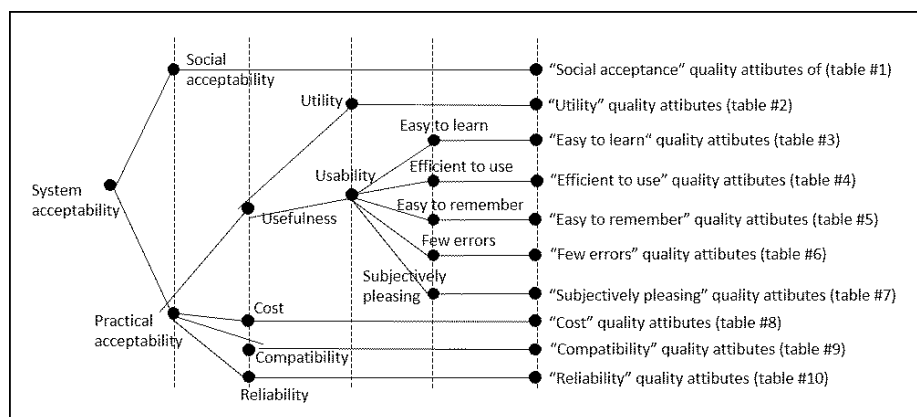 Social
acceptability
"Social acceptance" quality attibutes of (table #1)
Utility
"Utility" quality attibutes (table #2)
Easy to learn
"Easy to learn" quality attibutes (table #3)
System
acceptability
Usefulness
Usability
Efficient to use
"Efficient to use" quality attibutes (table #4)
Easy to remember
"Easy to remember" quality attibutes (table #5)
Few errors
"Few errors" quality attibutes (table #6)
Subjectively
pleasing
"Subjectively pleasing" quality attibutes (table #7)
Practical
acceptability
Cost
"Cost" quality attibutes (table #8)
Compatibility
"Compatibility" quality attibutes (table #9)
Reliability
"Reliability" quality attibutes (table #10)